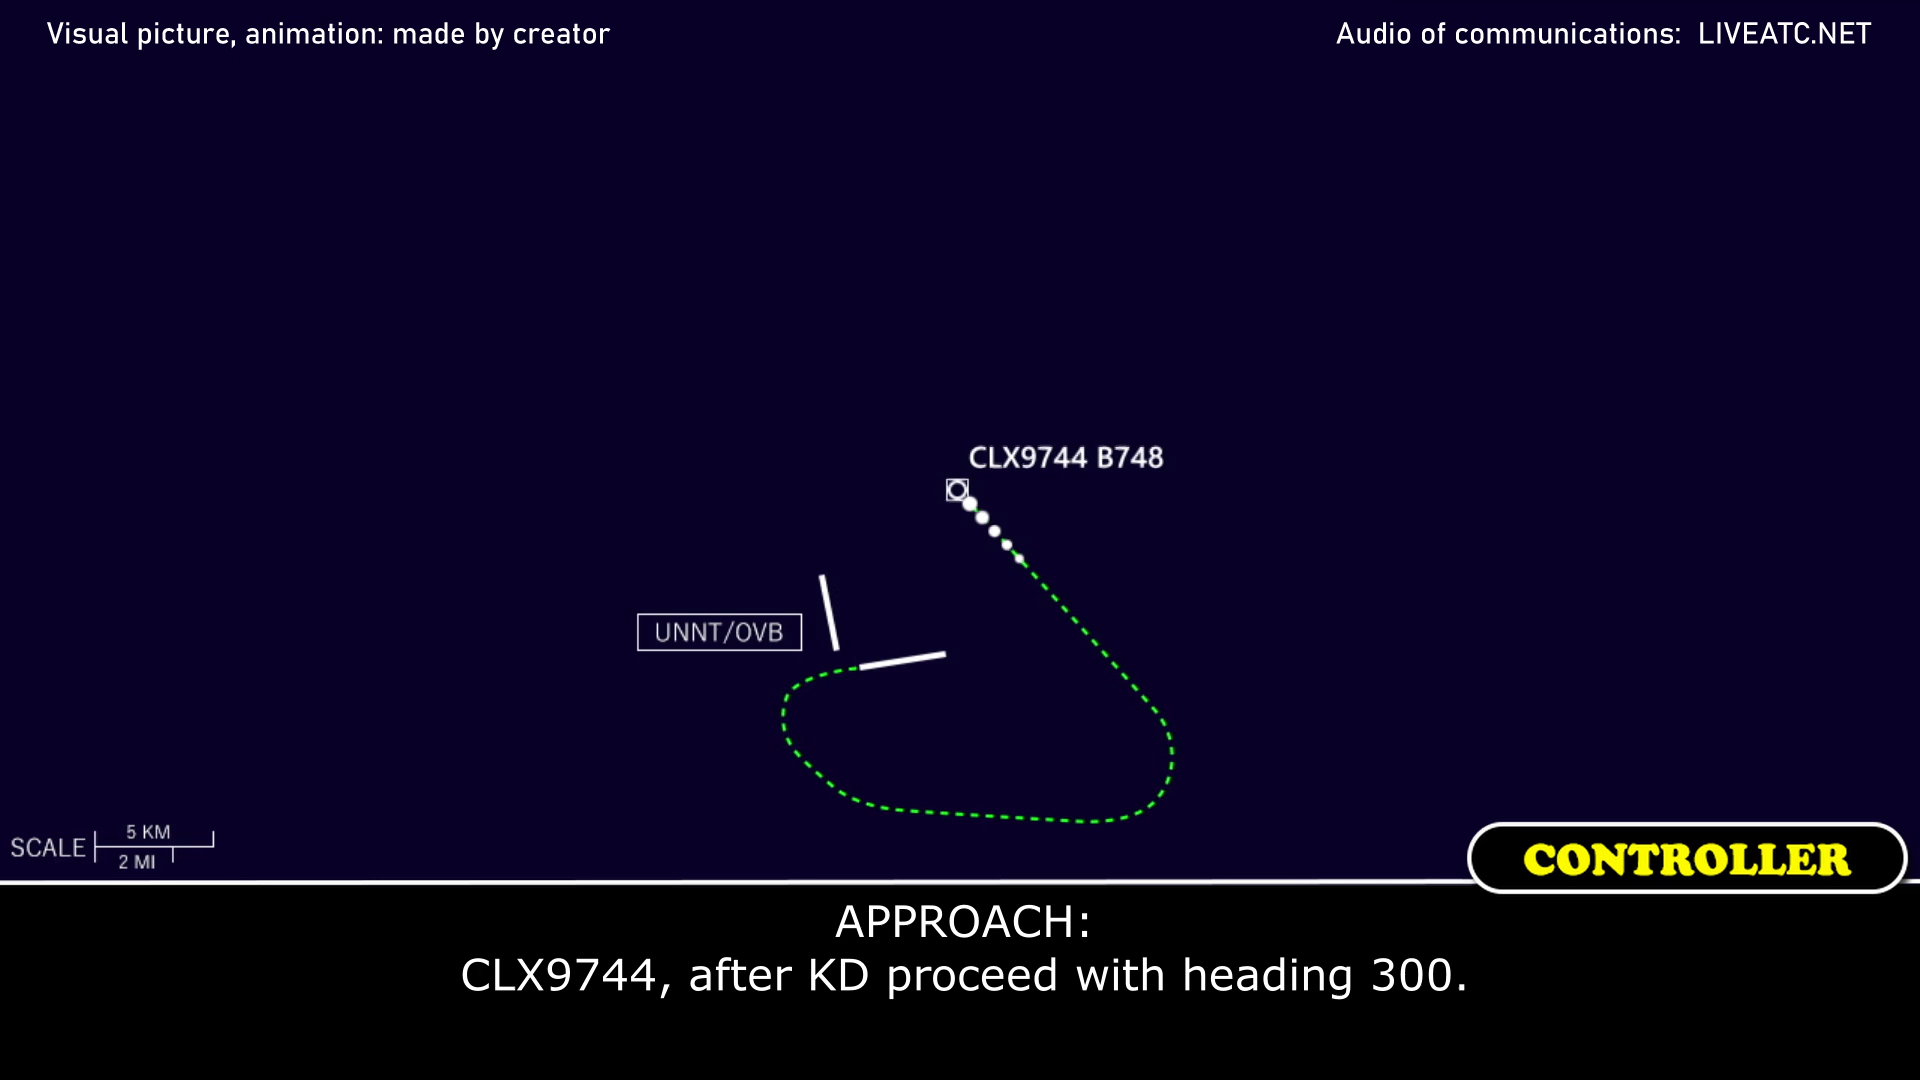 Visual picture, animation: made by creator
Audio of communications: LIVEATC.NET
CLX9744 B748
UNNT/OVB
SCALE
5 KM
2 MI
CONTROLLER
APPROACH:
CLX9744, after KD proceed with heading 300.